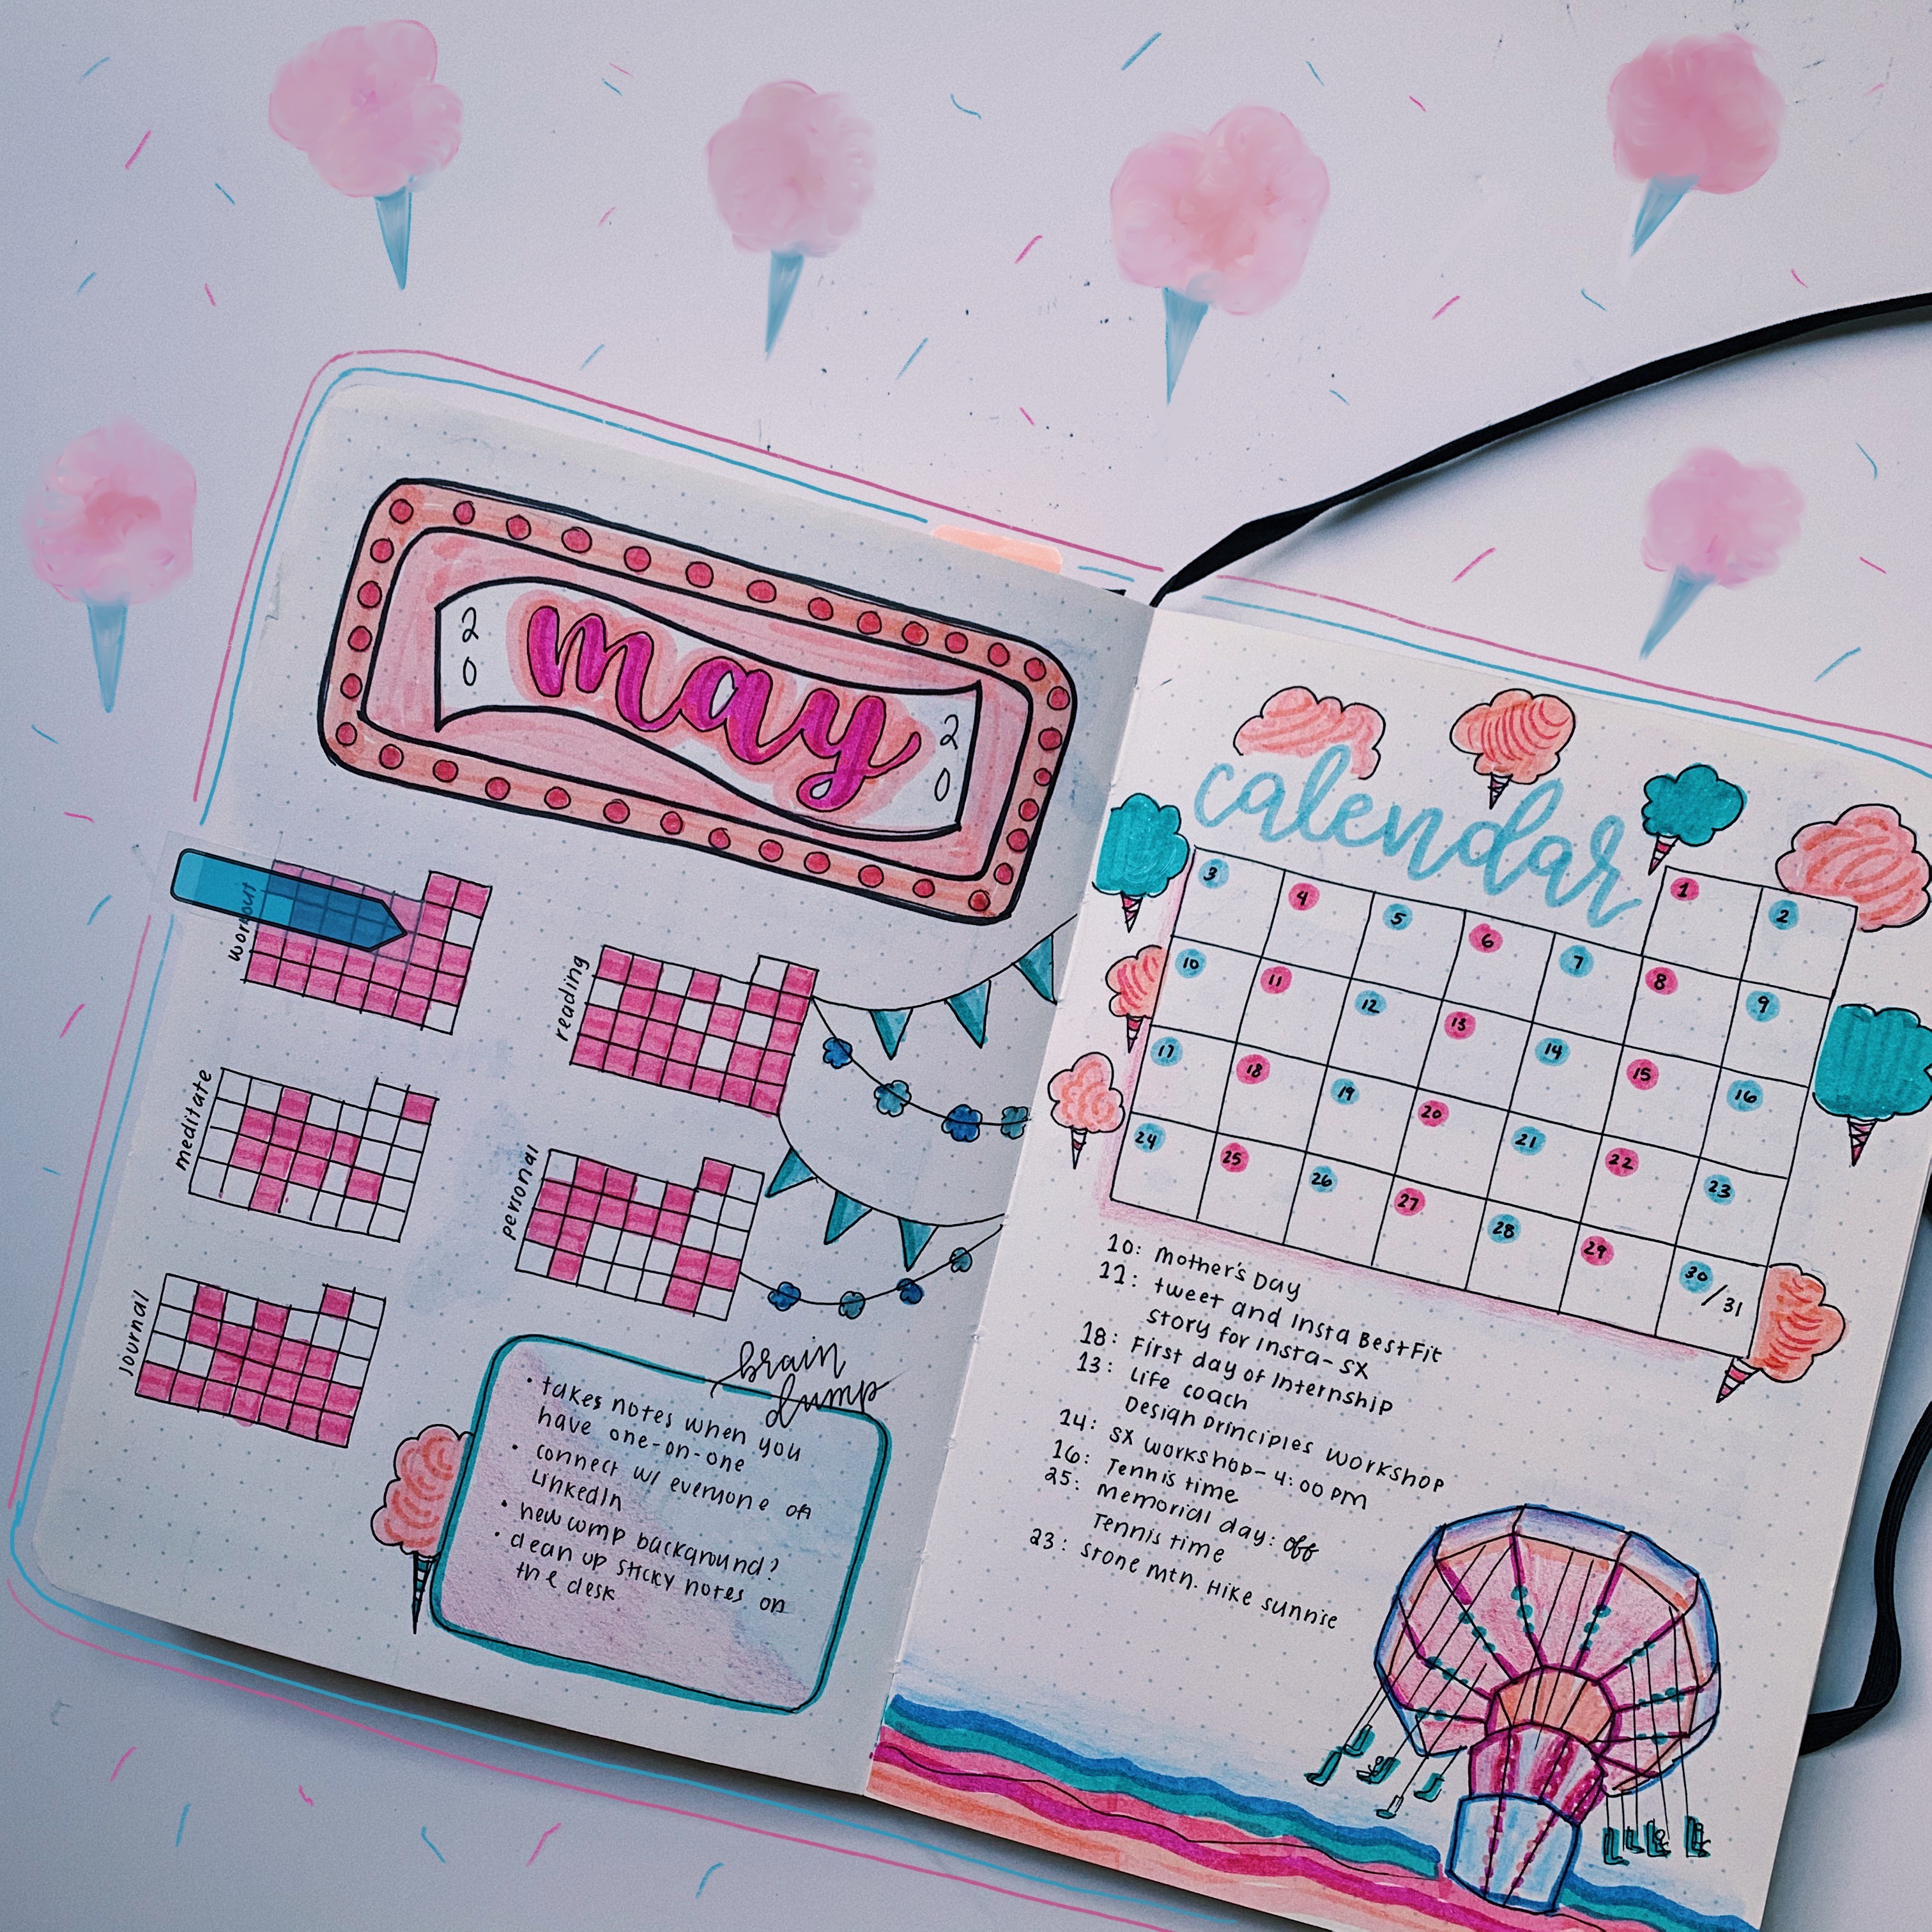 2 may 2
0 0
workout
reading
meditate
personal
Journal
brain
dump
• takes notes when you
have one-on-one
• connect w/ everyone on
LinkedIn
• new comp background?
• clean up sticky notes on
the desk
calendar
1 2
3 4 5 6 7 8 9
10 11 12 13 14 15 16
17 18 19 20 21 22 23
24 25 26 27 28 29 30/31
10: Mother's Day
11: tweet and Insta BestFit
story for Insta-SX
18: First day of Internship
13: Life coach
Design Principles Workshop
14: SX workshop-4:00 PM
16: Tennis time
25: Memorial day: off
Tennis time
23: Stone Mtn. Hike sunrise